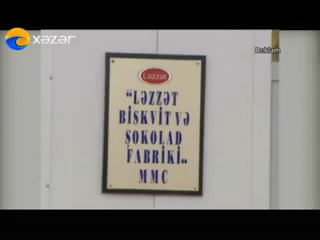 xəzər
Reklam
Ləzzət
“LƏZZƏT
BİSKVİT VƏ
ŞOKOLAD
FABRİKİ„
MMC